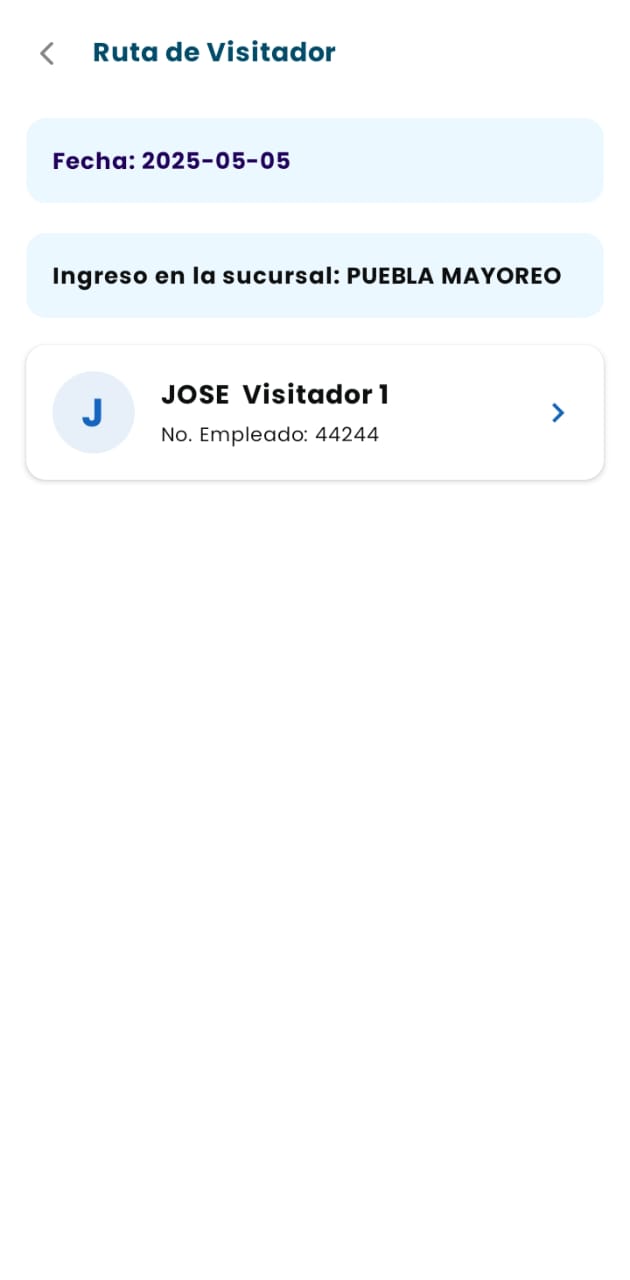 Ruta de Visitador
Fecha: 2025-05-05
Ingreso en la sucursal: PUEBLA MAYOREO
J
JOSE Visitador 1
No. Empleado: 44244